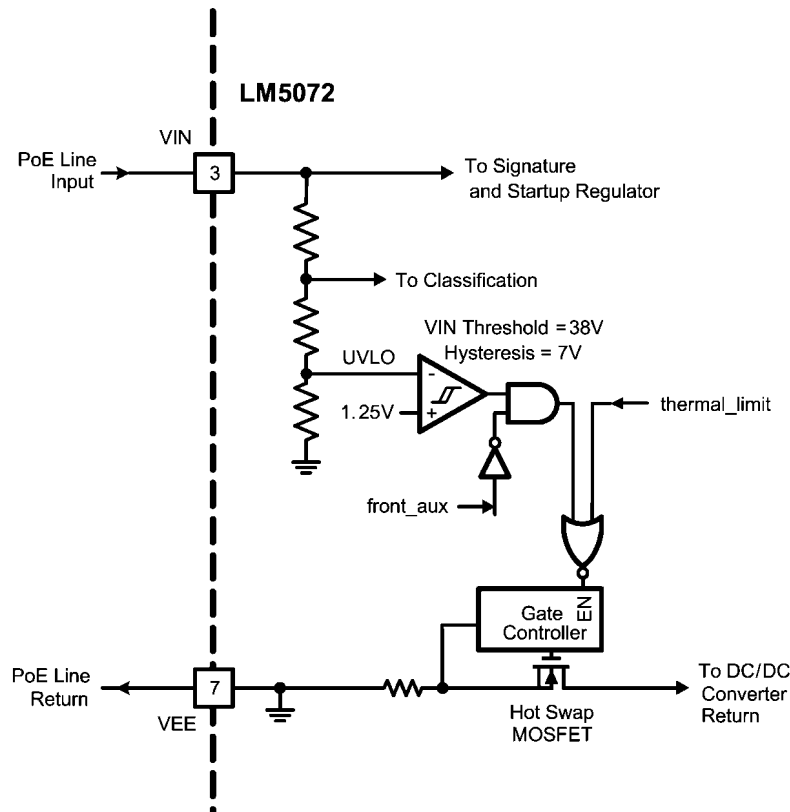 LM5072
VIN
PoE Line
Input
3
To Signature
and Startup Regulator
To Classification
VIN Threshold = 38V
Hysteresis = 7V
UVLO
-
1.25V
+
thermal_limit
front_aux
EN
Gate
Controller
PoE Line
Return
7
VEE
To DC/DC
Converter
Return
Hot Swap
MOSFET